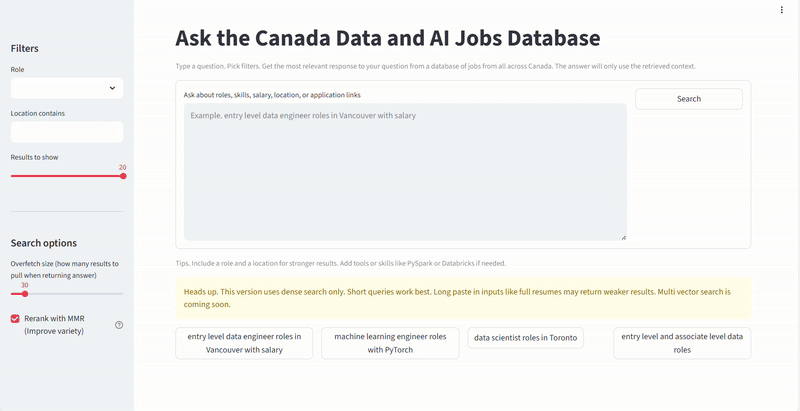 Filters
Role
Location contains
Results to show
20
Search options
Overfetch size (how many results to
pull when returning answer)
30
Rerank with MMR
(Improve variety)
Ask the Canada Data and AI Jobs Database
Type a question. Pick filters. Get the most relevant response to your question from a database of jobs from all across Canada. The answer will only use the retrieved context.
Ask about roles, skills, salary, location, or application links
Example. entry level data engineer roles in Vancouver with salary
Search
Tips. Include a role and a location for stronger results. Add tools or skills like PySpark or Databricks if needed.
Heads up. This version uses dense search only. Short queries work best. Long paste in inputs like full resumes may return weaker results. Multi vector search is
coming soon.
entry level data engineer roles in
Vancouver with salary
machine learning engineer roles
with PyTorch
data scientist roles in Toronto
entry level and associate level data
roles